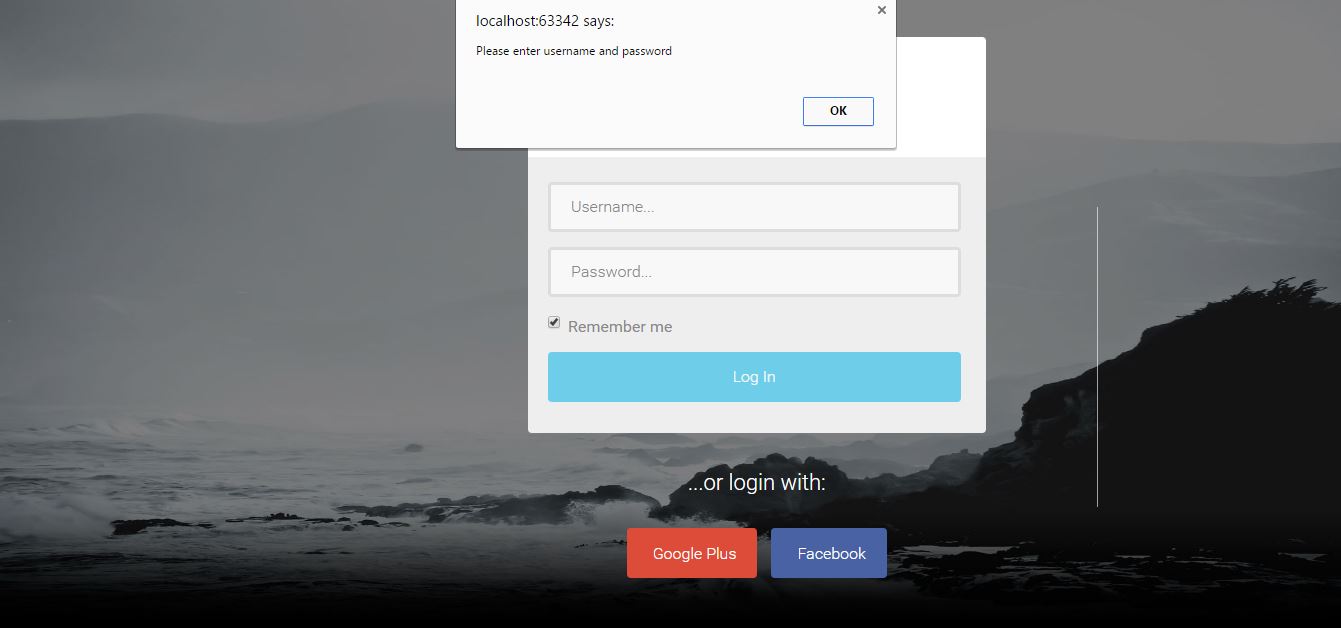 localhost:63342 says:
Please enter username and password
OK
Username...
Password...
Remember me
Log In
...or login with:
Google Plus
Facebook